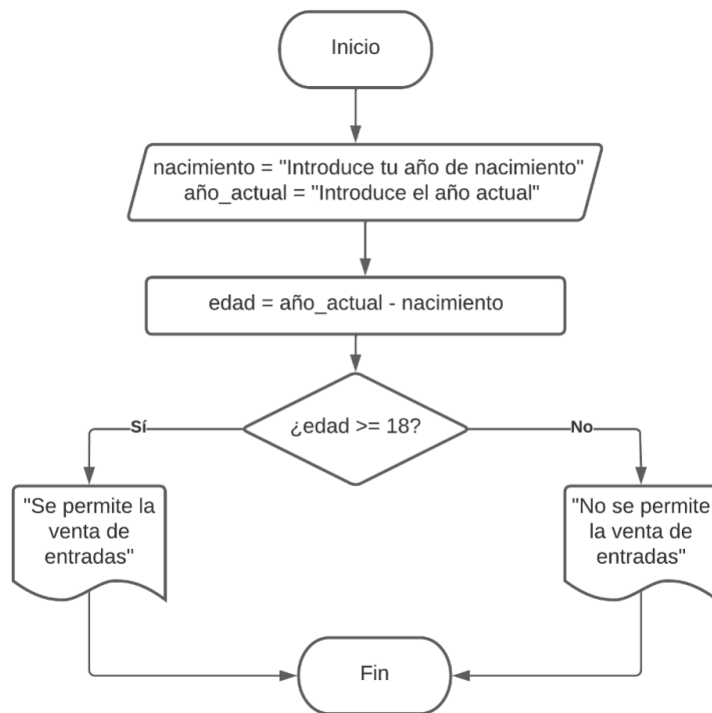 Inicio
nacimiento = "Introduce tu año de nacimiento"
año_actual = "Introduce el año actual"
edad = año_actual - nacimiento
¿edad >= 18?
Sí
No
"Se permite la
venta de
entradas"
"No se permite
la venta de
entradas"
Fin